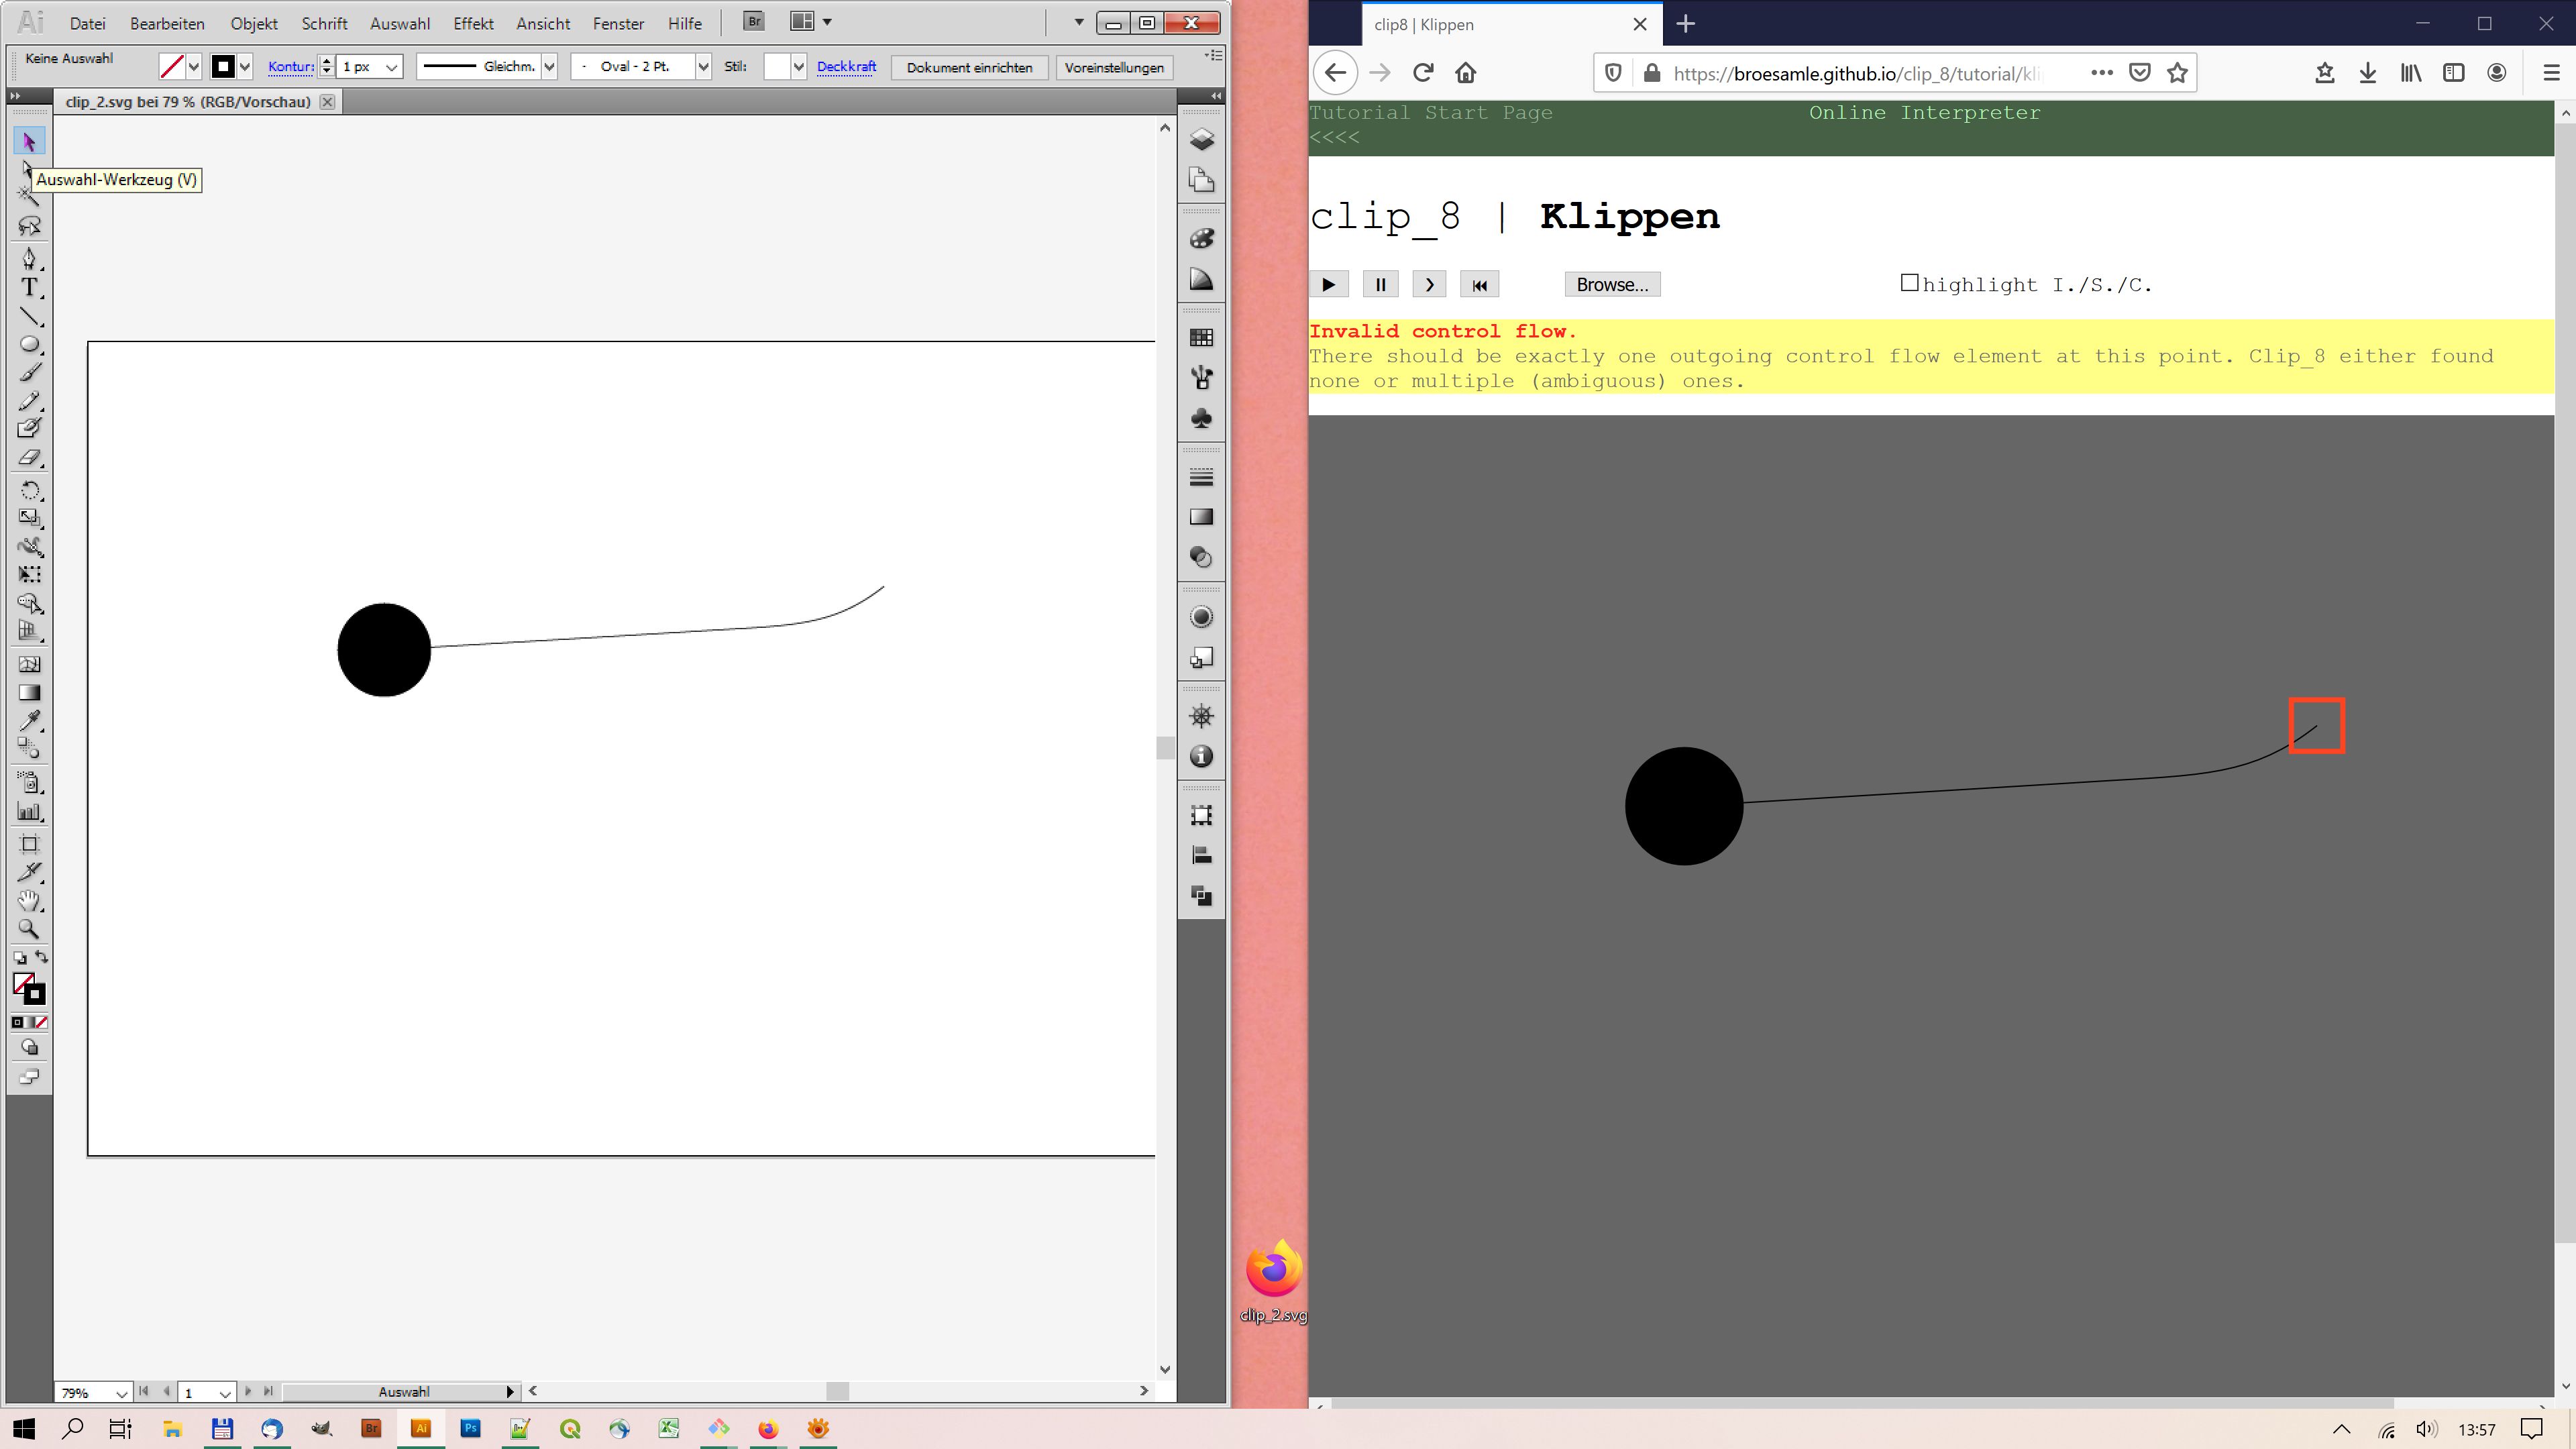 Ai Datei Bearbeiten Objekt Schrift Auswahl Effekt Ansicht Fenster Hilfe Br
Keine Auswahl Kontur: 1 px Gleichm. Oval - 2 Pt. Stil: Deckkraft Dokument einrichten Voreinstellungen
clip_2.svg bei 79 % (RGB/Vorschau)
Auswahl-Werkzeug (V)
79% 1 Auswahl
clip_2.svg
clip8 | Klippen
https://broesamle.github.io/clip_8/tutorial/kli
Tutorial Start Page Online Interpreter
<<<<
clip_8 | Klippen
Browse... highlight I./S./C.
Invalid control flow.
There should be exactly one outgoing control flow element at this point. Clip_8 either found
none or multiple (ambiguous) ones.
Br Ai Ps
13:57